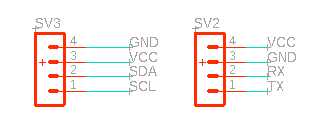 SV3
4 GND
3 VCC
2 SDA
1 SCL
SV2
4 VCC
3 GND
2 RX
1 TX